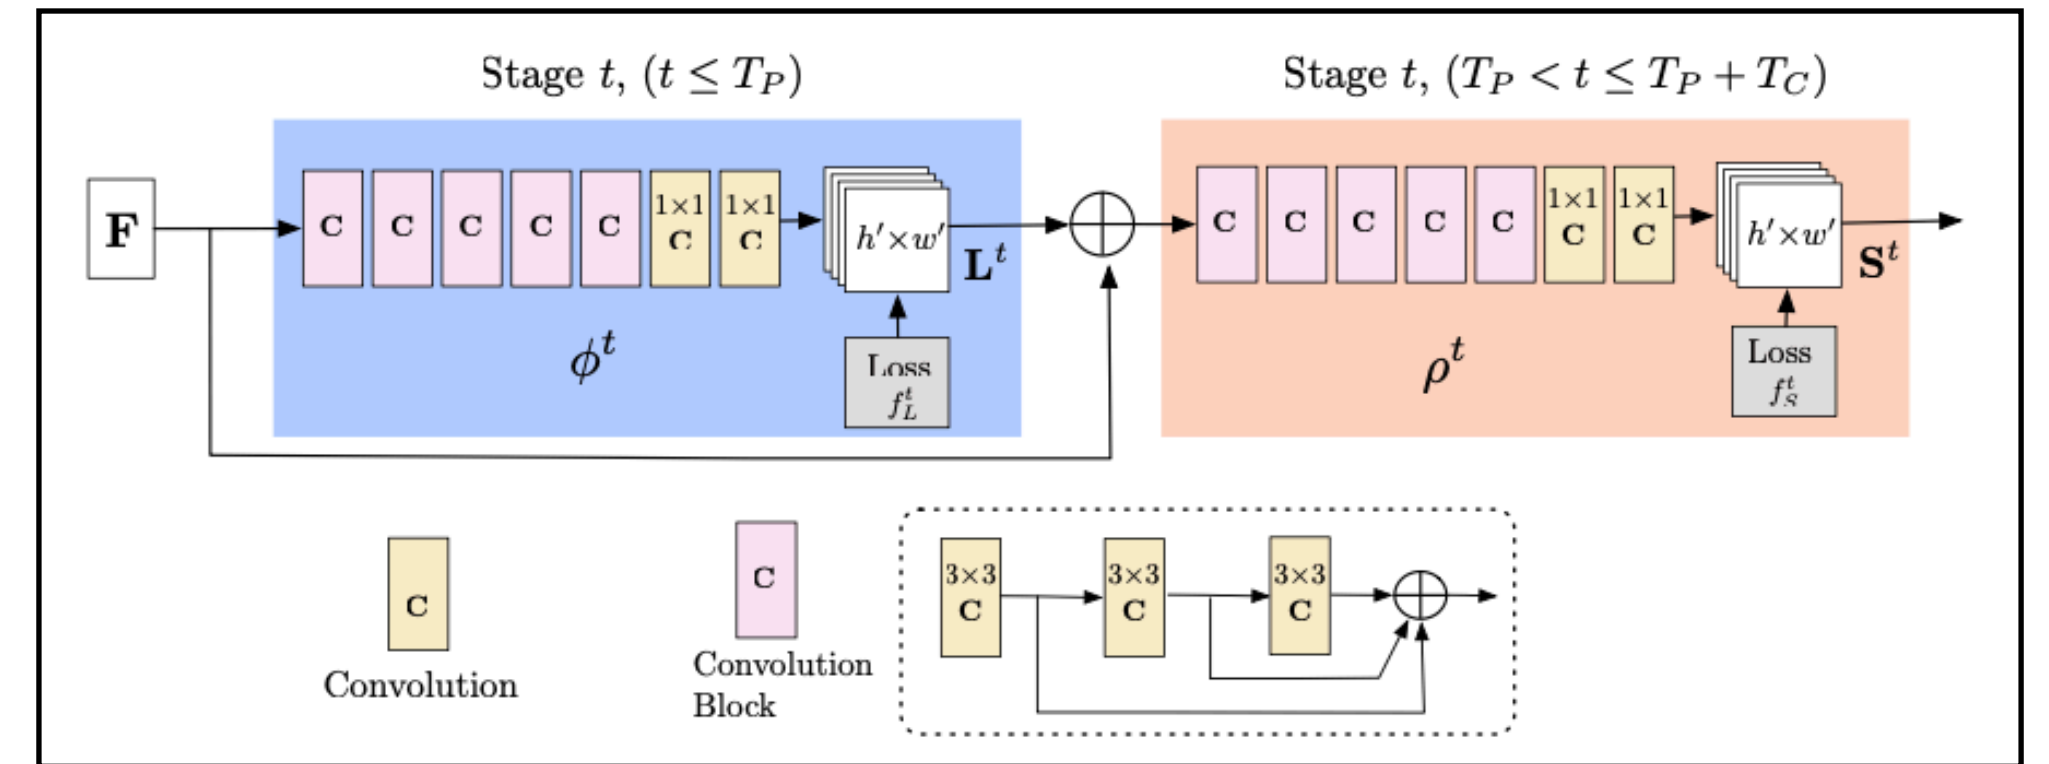 Stage t, (t ≤ T_P)
Stage t, (T_P < t ≤ T_P + T_C)
F
C C C C C 1×1 C 1×1 C
h′×w′
L^t
C C C C C 1×1 C 1×1 C
h′×w′
S^t
ϕ^t
Loss
f_L^t
ρ^t
Loss
f_S^t
C
Convolution
C
Convolution
Block
3×3 C 3×3 C 3×3 C